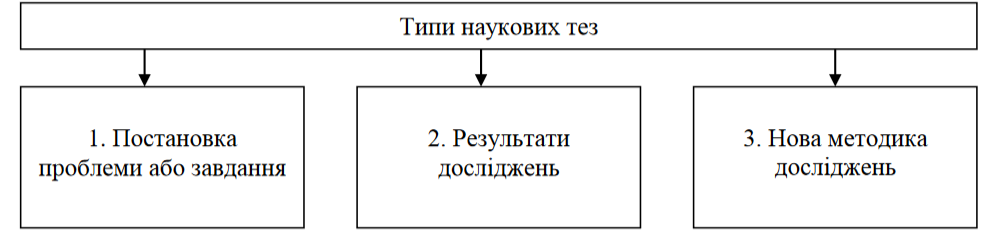 Типи наукових тез
1. Постановка
проблеми або завдання
2. Результати
досліджень
3. Нова методика
досліджень